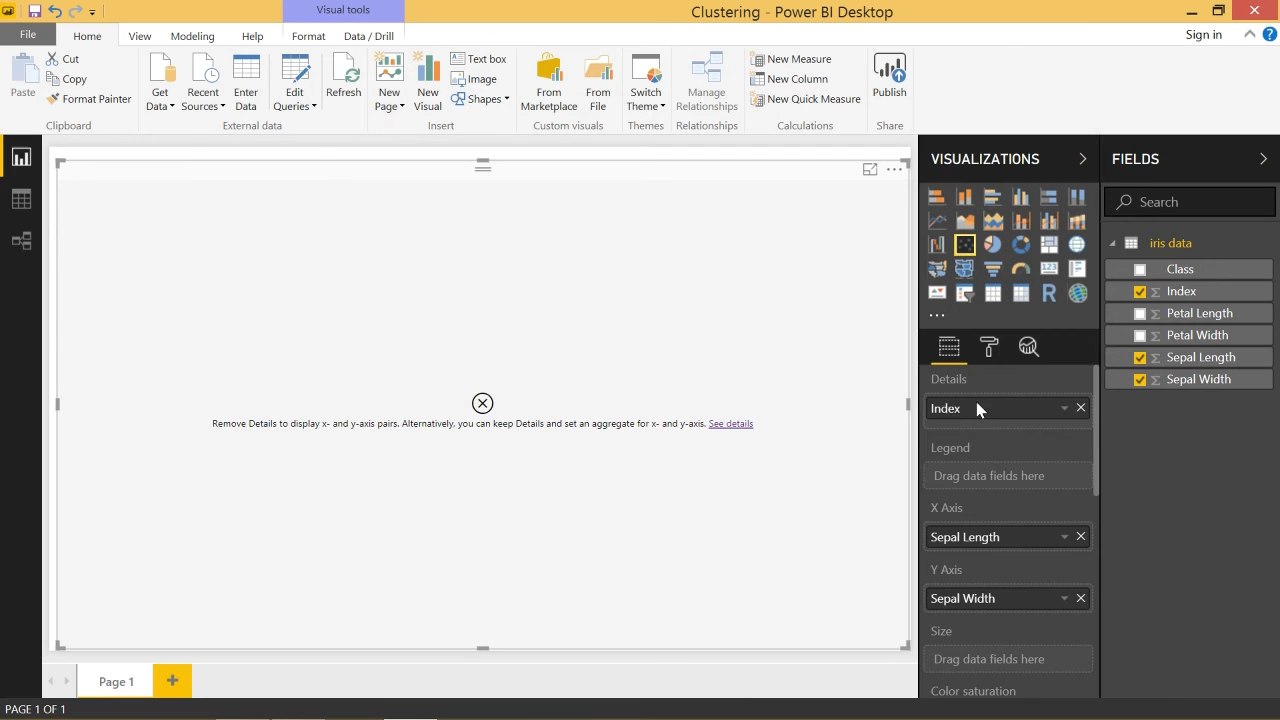 Visual tools
Clustering - Power BI Desktop
File
Home
View
Modeling
Help
Format
Data / Drill
Sign in
Paste
Cut
Copy
Format Painter
Get Data
Recent Sources
Enter Data
Edit Queries
Refresh
New Page
New Visual
Text box
Image
Shapes
From Marketplace
From File
Switch Theme
Manage Relationships
New Measure
New Column
New Quick Measure
Publish
Clipboard
External data
Insert
Custom visuals
Themes
Relationships
Calculations
Share
Remove Details to display x- and y-axis pairs. Alternatively, you can keep Details and set an aggregate for x- and y-axis. See details
VISUALIZATIONS
123
R
Details
Index
Legend
Drag data fields here
X Axis
Sepal Length
Y Axis
Sepal Width
Size
Drag data fields here
Color saturation
FIELDS
Search
iris data
Class
Σ Index
Σ Petal Length
Σ Petal Width
Σ Sepal Length
Σ Sepal Width
Page 1
PAGE 1 OF 1